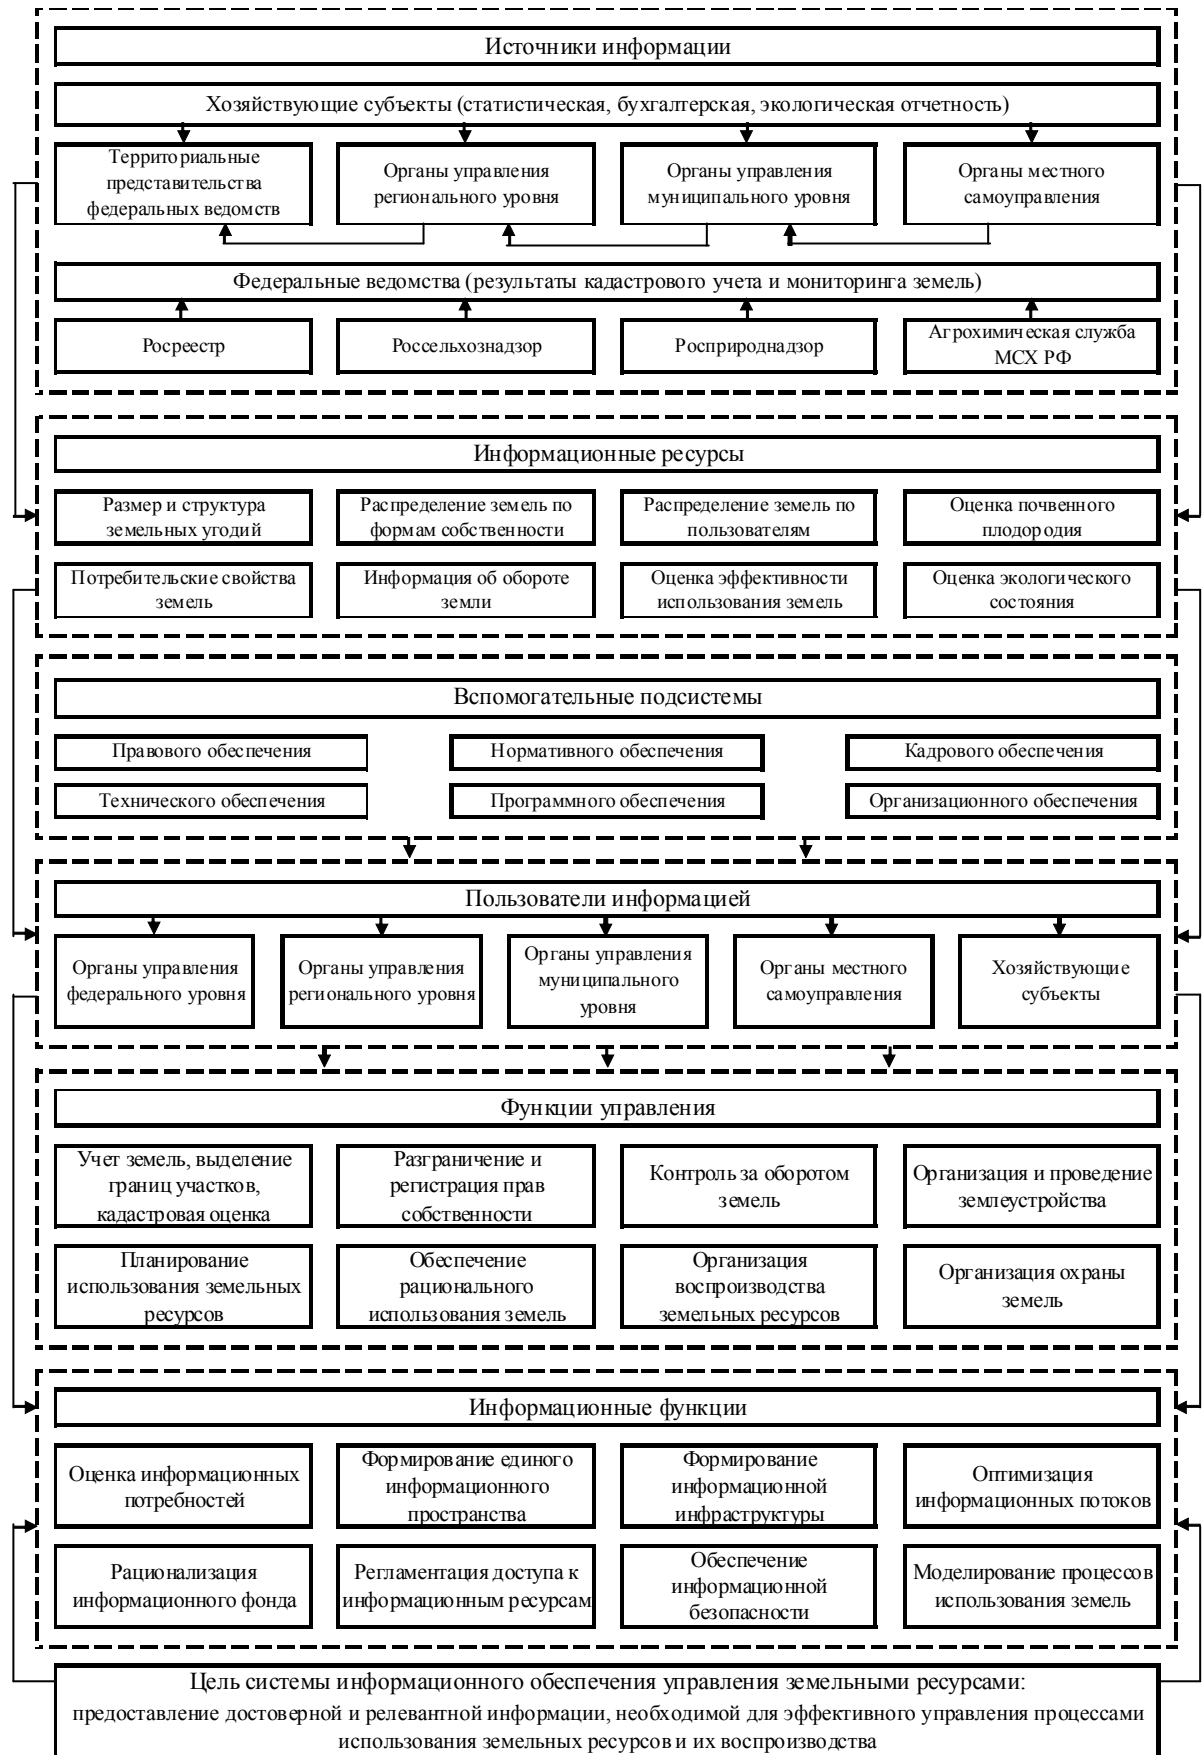 Источники информации
Хозяйствующие субъекты (статистическая, бухгалтерская, экологическая отчетность)
Территориальные
представительства
федеральных ведомств
Органы управления
регионального уровня
Органы управления
муниципального уровня
Органы местного
самоуправления
Федеральные ведомства (результаты кадастрового учета и мониторинга земель)
Росреестр
Россельхознадзор
Росприроднадзор
Агрохимическая служба
МСХ РФ
Информационные ресурсы
Размер и структура
земельных угодий
Распределение земель по
формам собственности
Распределение земель по
пользователям
Оценка почвенного
плодородия
Потребительские свойства
земель
Информация об обороте
земли
Оценка эффективности
использования земель
Оценка экологического
состояния
Вспомогательные подсистемы
Правового обеспечения
Нормативного обеспечения
Кадрового обеспечения
Технического обеспечения
Программного обеспечения
Организационного обеспечения
Пользователи информацией
Органы управления
федерального уровня
Органы управления
регионального уровня
Органы управления
муниципального
уровня
Органы местного
самоуправления
Хозяйствующие
субъекты
Функции управления
Учет земель, выделение
границ участков,
кадастровая оценка
Разграничение и
регистрация прав
собственности
Контроль за оборотом
земель
Организация и проведение
землеустройства
Планирование
использования земельных
ресурсов
Обеспечение
рационального
использования земель
Организация
воспроизводства
земельных ресурсов
Организация охраны
земель
Информационные функции
Оценка информационных
потребностей
Формирование единого
информационного
пространства
Формирование
информационной
инфраструктуры
Оптимизация
информационных потоков
Рационализация
информационного фонда
Регламентация доступа к
информационным ресурсам
Обеспечение
информационной
безопасности
Моделирование процессов
использования земель
Цель системы информационного обеспечения управления земельными ресурсами:
предоставление достоверной и релевантной информации, необходимой для эффективного управления процессами
использования земельных ресурсов и их воспроизводства